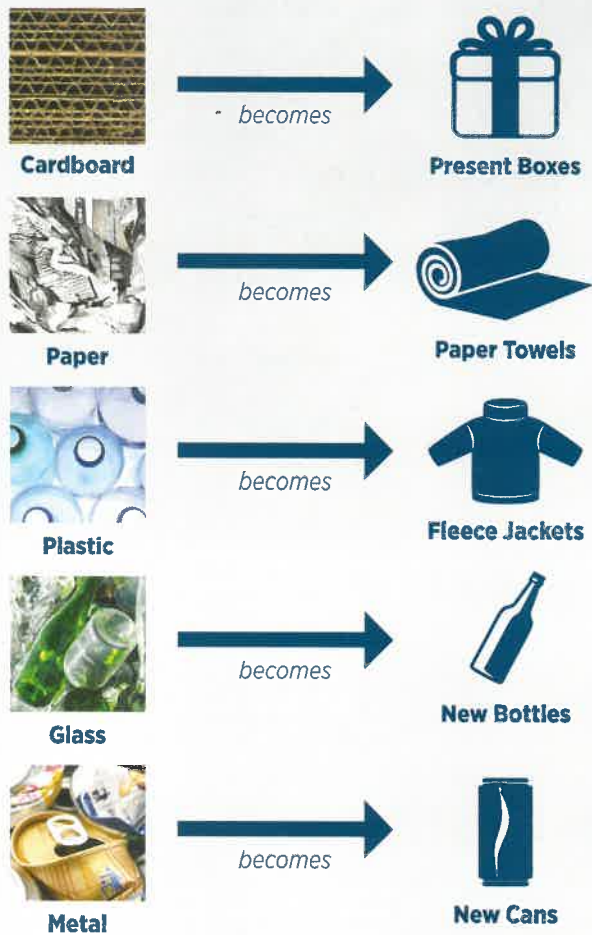 becomes
Cardboard
Present Boxes
becomes
Paper
Paper Towels
becomes
Plastic
Fleece Jackets
becomes
Glass
New Bottles
becomes
Metal
New Cans